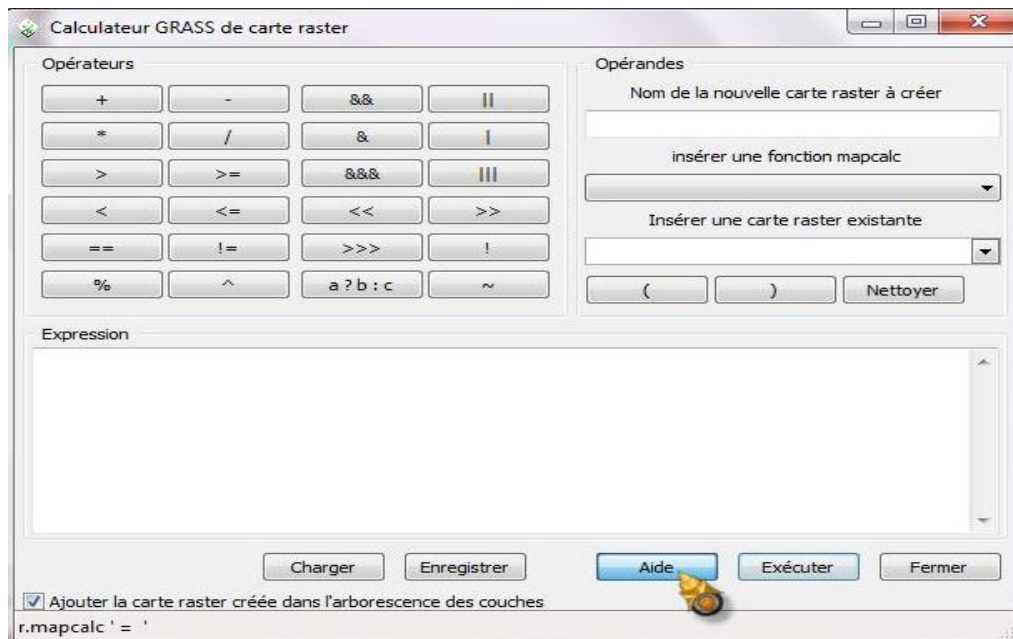 Calculateur GRASS de carte raster
Opérateurs
+ - && ||
* / & |
> >= &&& |||
< <= << >>
== != >>> !
% ^ a?b:c ~
Opérandes
Nom de la nouvelle carte raster à créer
insérer une fonction mapcalc
Insérer une carte raster existante
( ) Nettoyer
Expression
Charger Enregistrer Aide Exécuter Fermer
Ajouter la carte raster créée dans l'arborescence des couches
r.mapcalc ' = '